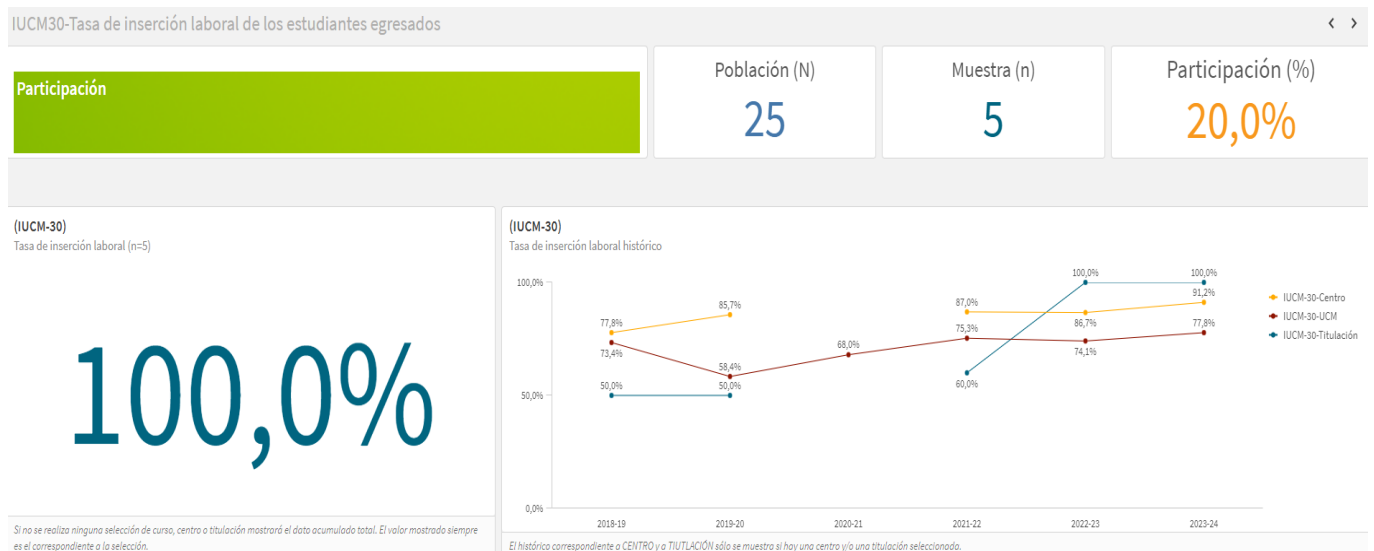 IUCM30-Tasa de inserción laboral de los estudiantes egresados
Participación
Población (N)
25
Muestra (n)
5
Participación (%)
20,0%
(IUCM-30)
Tasa de inserción laboral (n=5)
100,0%
Si no se realiza ninguna selección de curso, centro o titulación mostrará el dato acumulado total. El valor mostrado siempre
es el correspondiente a la selección.
(IUCM-30)
Tasa de inserción laboral histórico
100,0%
50,0%
0,0%
77,8%
73,4%
50,0%
85,7%
58,4%
50,0%
68,0%
87,0%
75,3%
60,0%
100,0%
86,7%
74,1%
100,0%
91,2%
77,8%
2018-19
2019-20
2020-21
2021-22
2022-23
2023-24
IUCM-30-Centro
IUCM-30-UCM
IUCM-30-Titulación
El histórico correspondiente a CENTRO y a TIUTLACIÓN sólo se muestra si hay una centro y/o una titulación seleccionada.